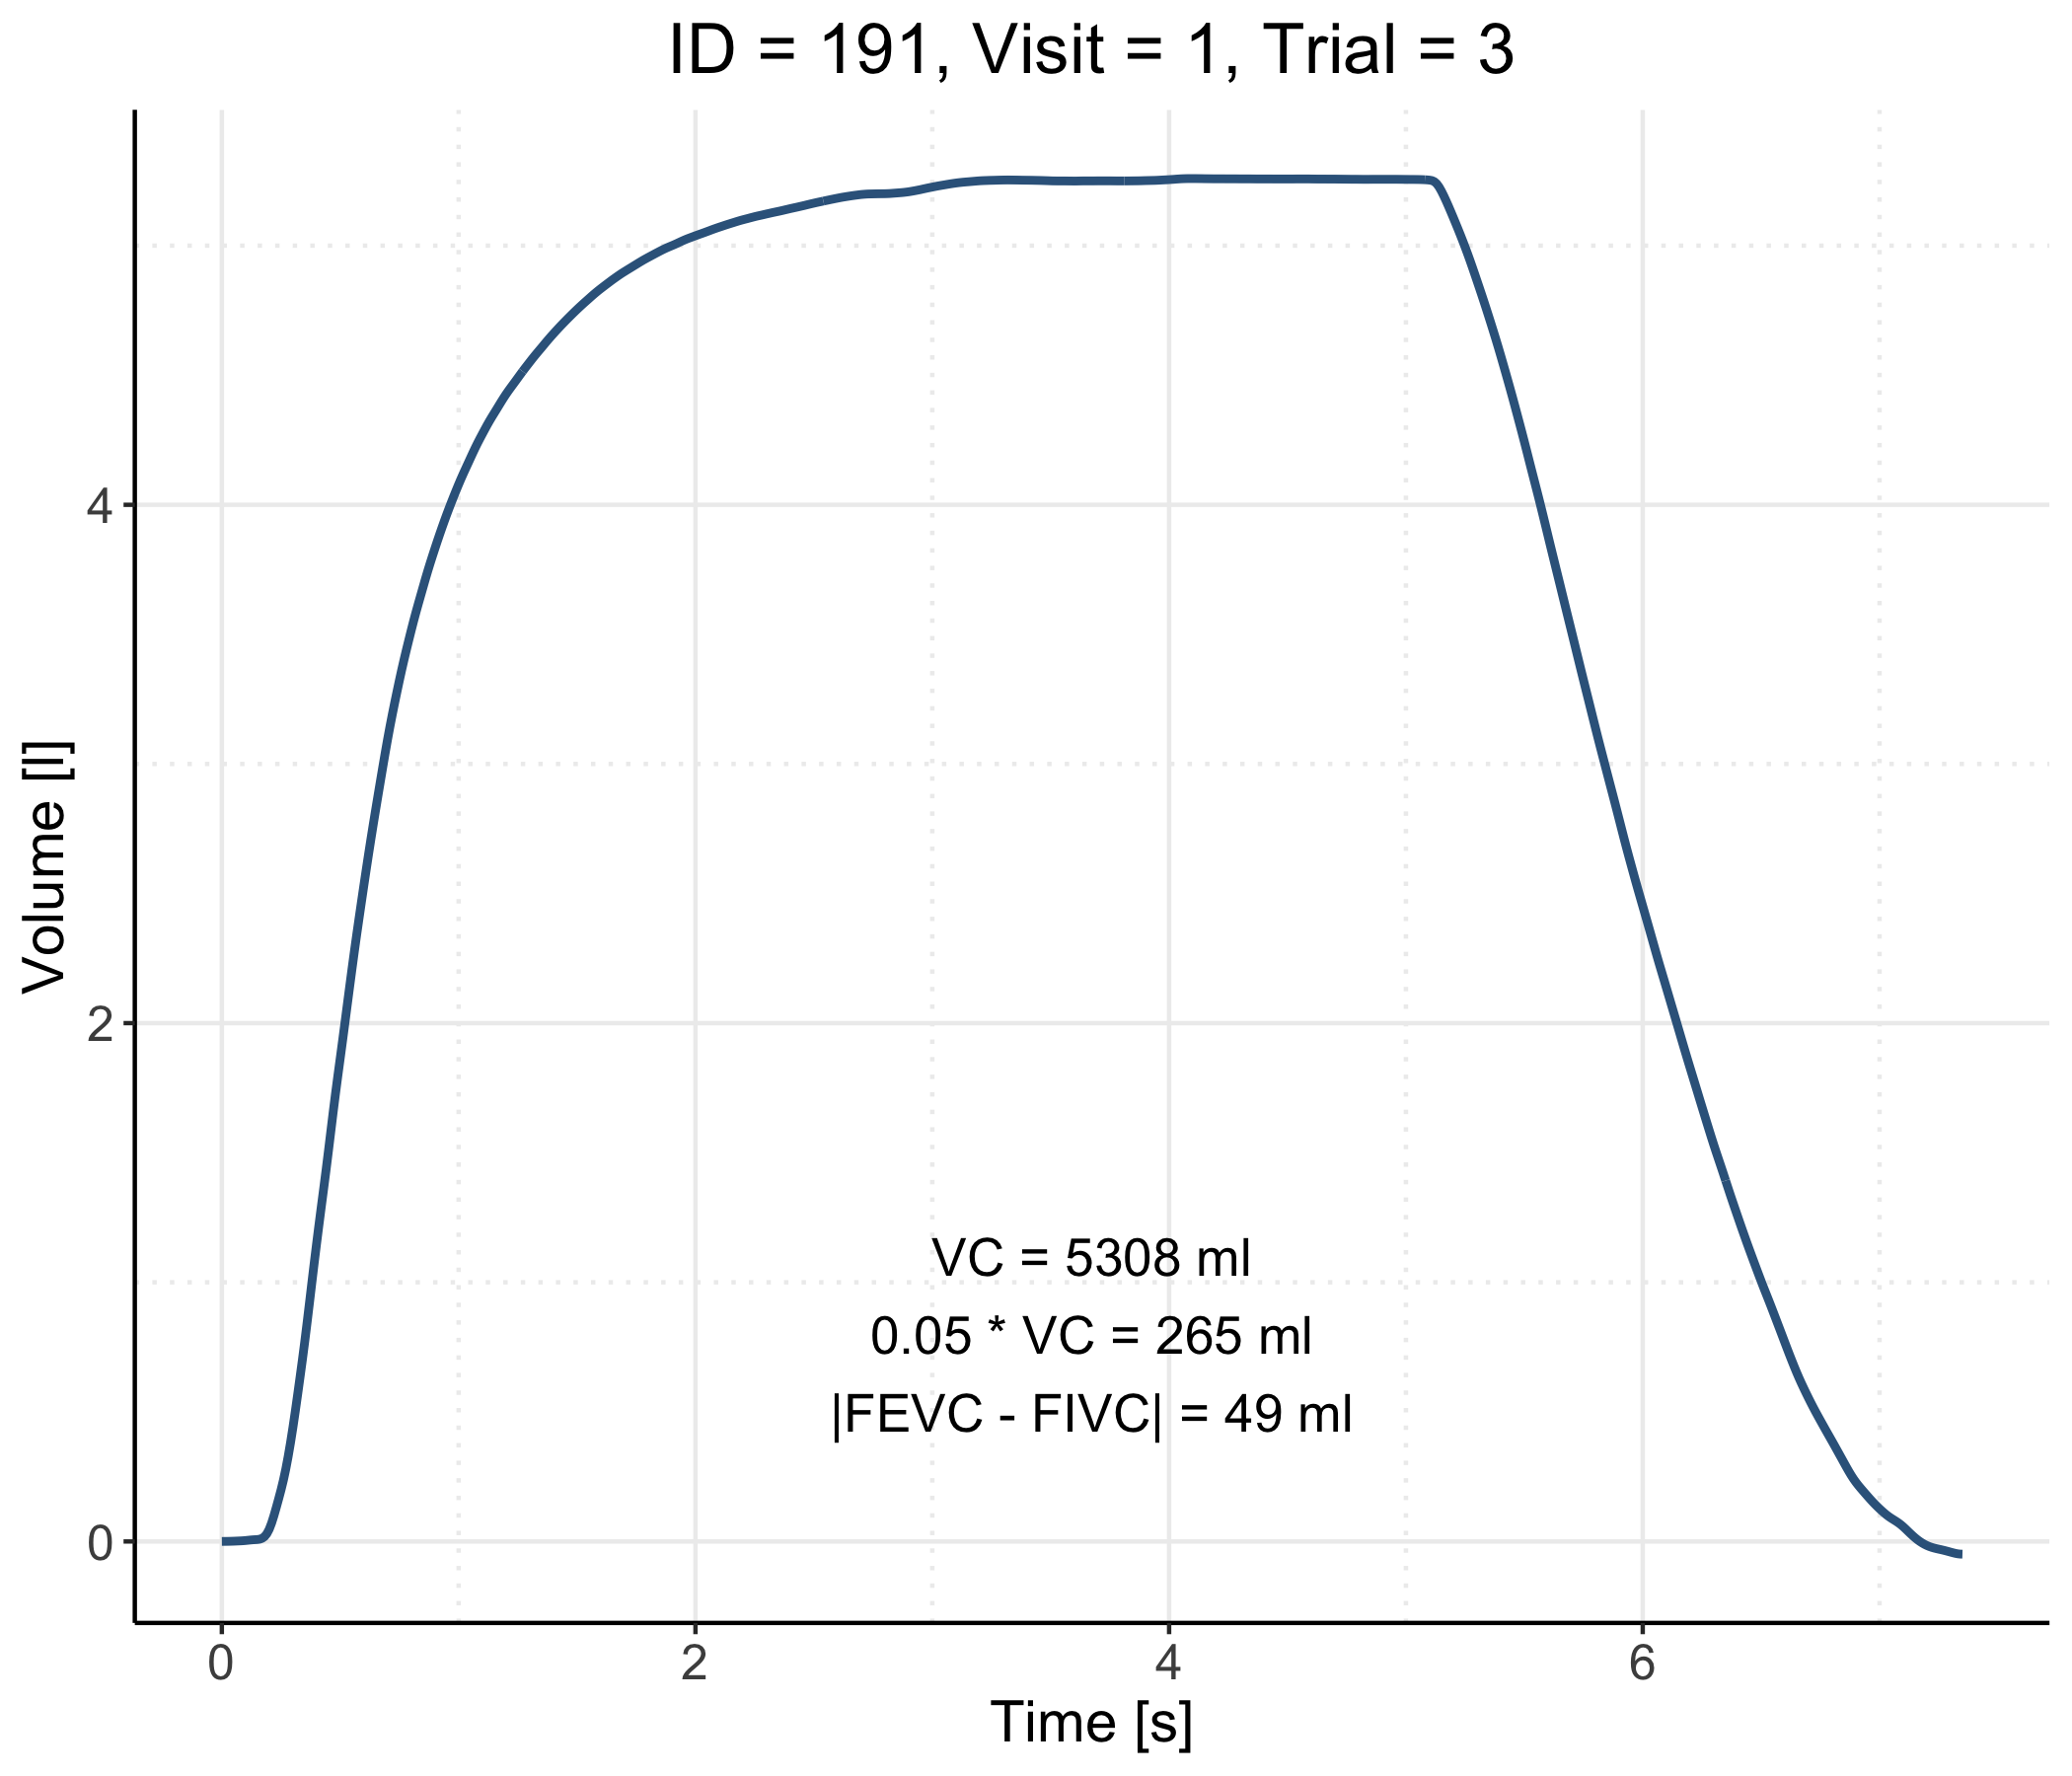 ID = 191, Visit = 1, Trial = 3
Volume [l]
4
2
0
VC = 5308 ml
0.05 * VC = 265 ml
|FEVC - FIVC| = 49 ml
0 2 4 6
Time [s]